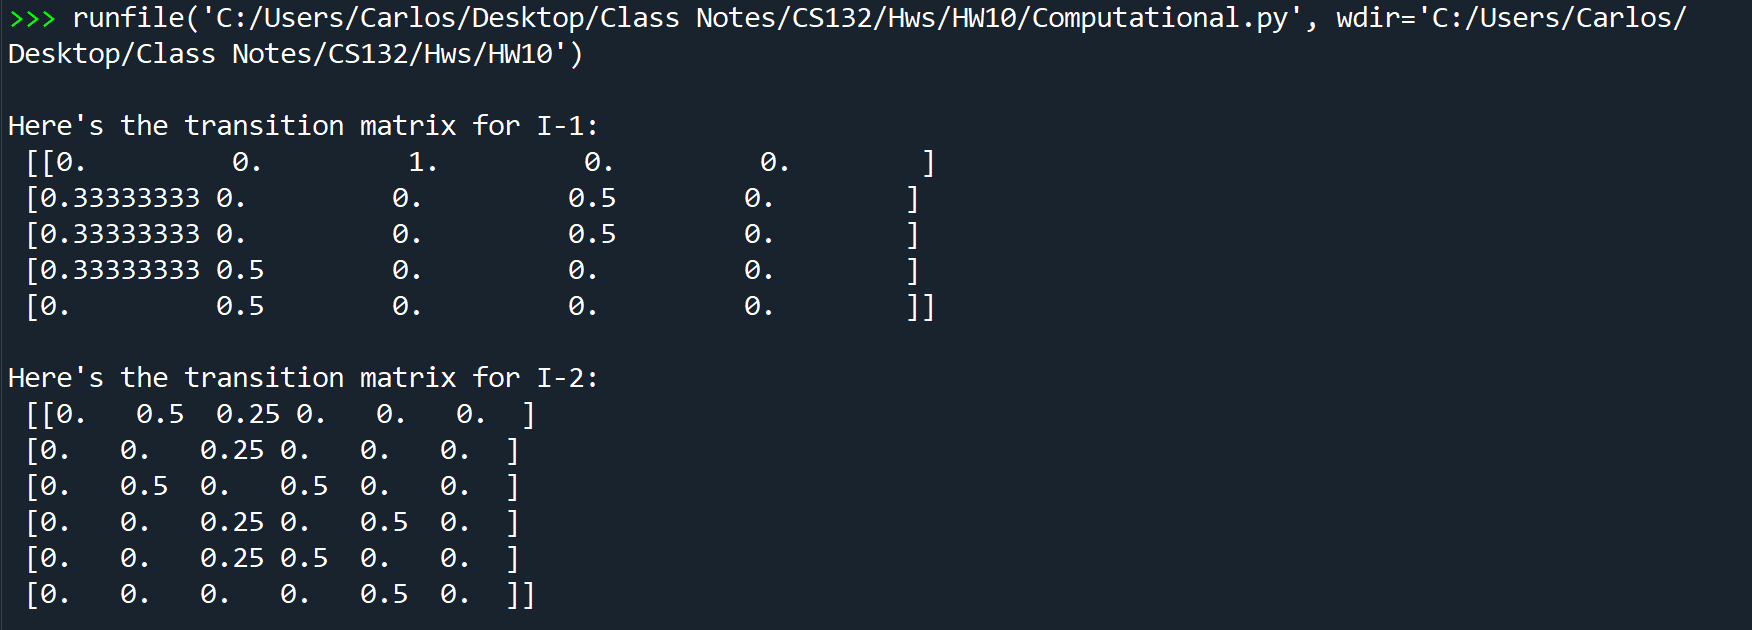 >>> runfile('C:/Users/Carlos/Desktop/Class Notes/CS132/Hws/HW10/Computational.py', wdir='C:/Users/Carlos/
Desktop/Class Notes/CS132/Hws/HW10')

Here's the transition matrix for I-1:
 [[0.         0.         1.         0.         0.        ]
 [0.33333333 0.         0.         0.5        0.        ]
 [0.33333333 0.         0.         0.5        0.        ]
 [0.33333333 0.5        0.         0.         0.        ]
 [0.         0.5        0.         0.         0.        ]]

Here's the transition matrix for I-2:
 [[0.   0.5  0.25 0.   0.   0.  ]
 [0.   0.   0.25 0.   0.   0.  ]
 [0.   0.5  0.   0.5  0.   0.  ]
 [0.   0.   0.25 0.   0.5  0.  ]
 [0.   0.   0.25 0.5  0.   0.  ]
 [0.   0.   0.   0.   0.5  0.  ]]